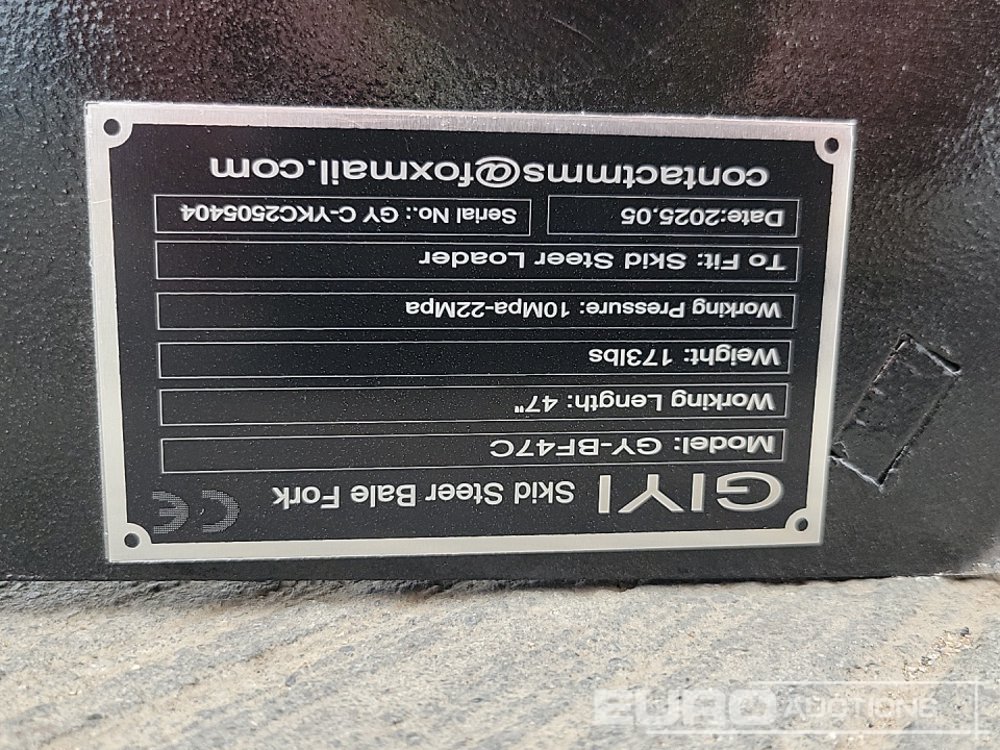 GIYI Skid Steer Bale Fork CE
Model: GY-BF47C
Working Length: 47"
Weight: 173lbs
Working Pressure: 10Mpa-22Mpa
To Fit: Skid Steer Loader
Date:2025.05 Serial No.: GY C-YKC2505404
contactmms@foxmail.com
EURO AUCTIONS